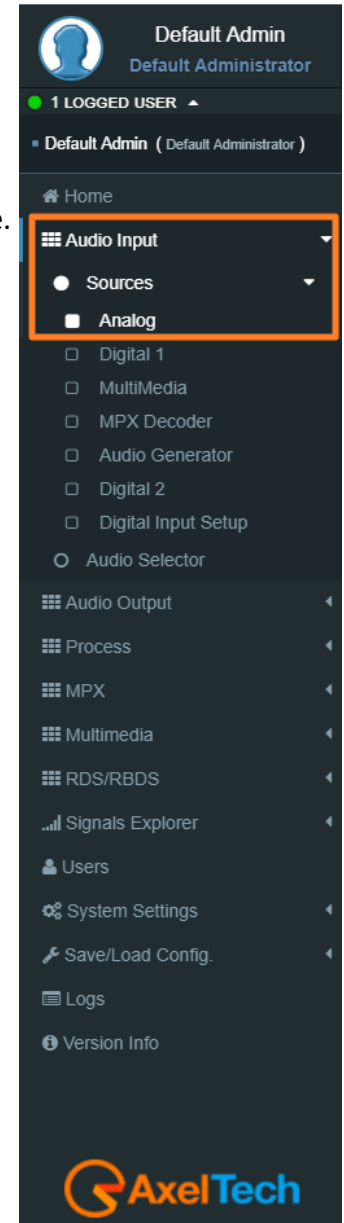 Default Admin
Default Administrator
1 LOGGED USER
Default Admin ( Default Administrator )
Home
e.
Audio Input
Sources
Analog
Digital 1
MultiMedia
MPX Decoder
Audio Generator
Digital 2
Digital Input Setup
Audio Selector
Audio Output
Process
MPX
Multimedia
RDS/RBDS
Signals Explorer
Users
System Settings
Save/Load Config.
Logs
Version Info
AxelTech